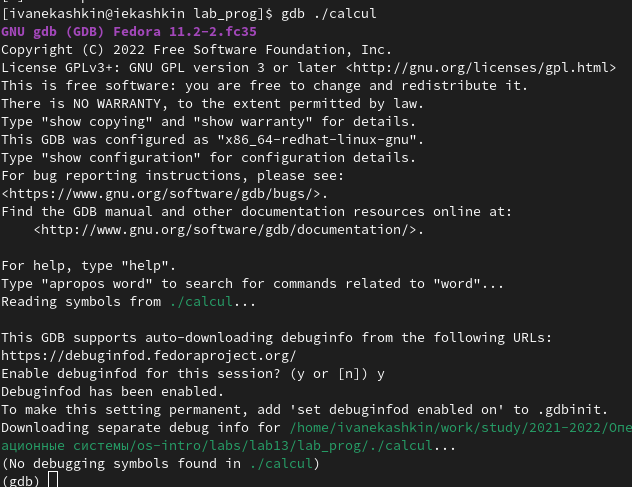 [ivanekashkin@iekashkin lab_prog]$ gdb ./calcul
GNU gdb (GDB) Fedora 11.2-2.fc35
Copyright (C) 2022 Free Software Foundation, Inc.
License GPLv3+: GNU GPL version 3 or later <http://gnu.org/licenses/gpl.html>
This is free software: you are free to change and redistribute it.
There is NO WARRANTY, to the extent permitted by law.
Type "show copying" and "show warranty" for details.
This GDB was configured as "x86_64-redhat-linux-gnu".
Type "show configuration" for configuration details.
For bug reporting instructions, please see:
<https://www.gnu.org/software/gdb/bugs/>.
Find the GDB manual and other documentation resources online at:
    <http://www.gnu.org/software/gdb/documentation/>.

For help, type "help".
Type "apropos word" to search for commands related to "word"...
Reading symbols from ./calcul...

This GDB supports auto-downloading debuginfo from the following URLs:
https://debuginfod.fedoraproject.org/
Enable debuginfod for this session? (y or [n]) y
Debuginfod has been enabled.
To make this setting permanent, add 'set debuginfod enabled on' to .gdbinit.
Downloading separate debug info for /home/ivanekashkin/work/study/2021-2022/Опе
ационные системы/os-intro/labs/lab13/lab_prog/./calcul...
(No debugging symbols found in ./calcul)
(gdb)